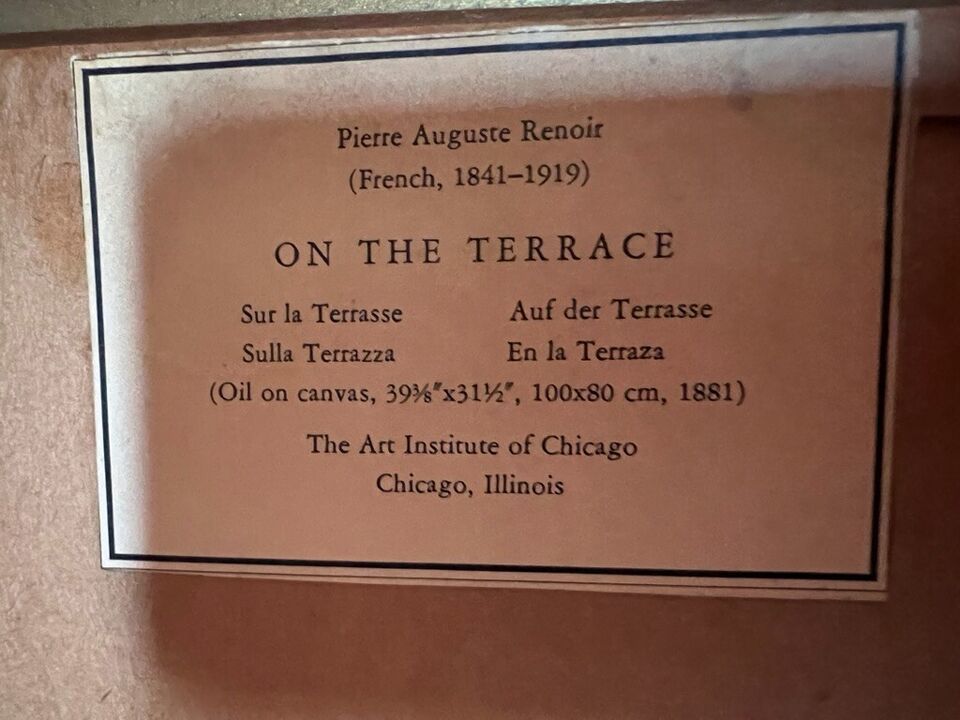 Pierre Auguste Renoir
(French, 1841–1919)
ON THE TERRACE
Sur la Terrasse Auf der Terrasse
Sulla Terrazza En la Terraza
(Oil on canvas, 39⅜″x31½″, 100x80 cm, 1881)
The Art Institute of Chicago
Chicago, Illinois